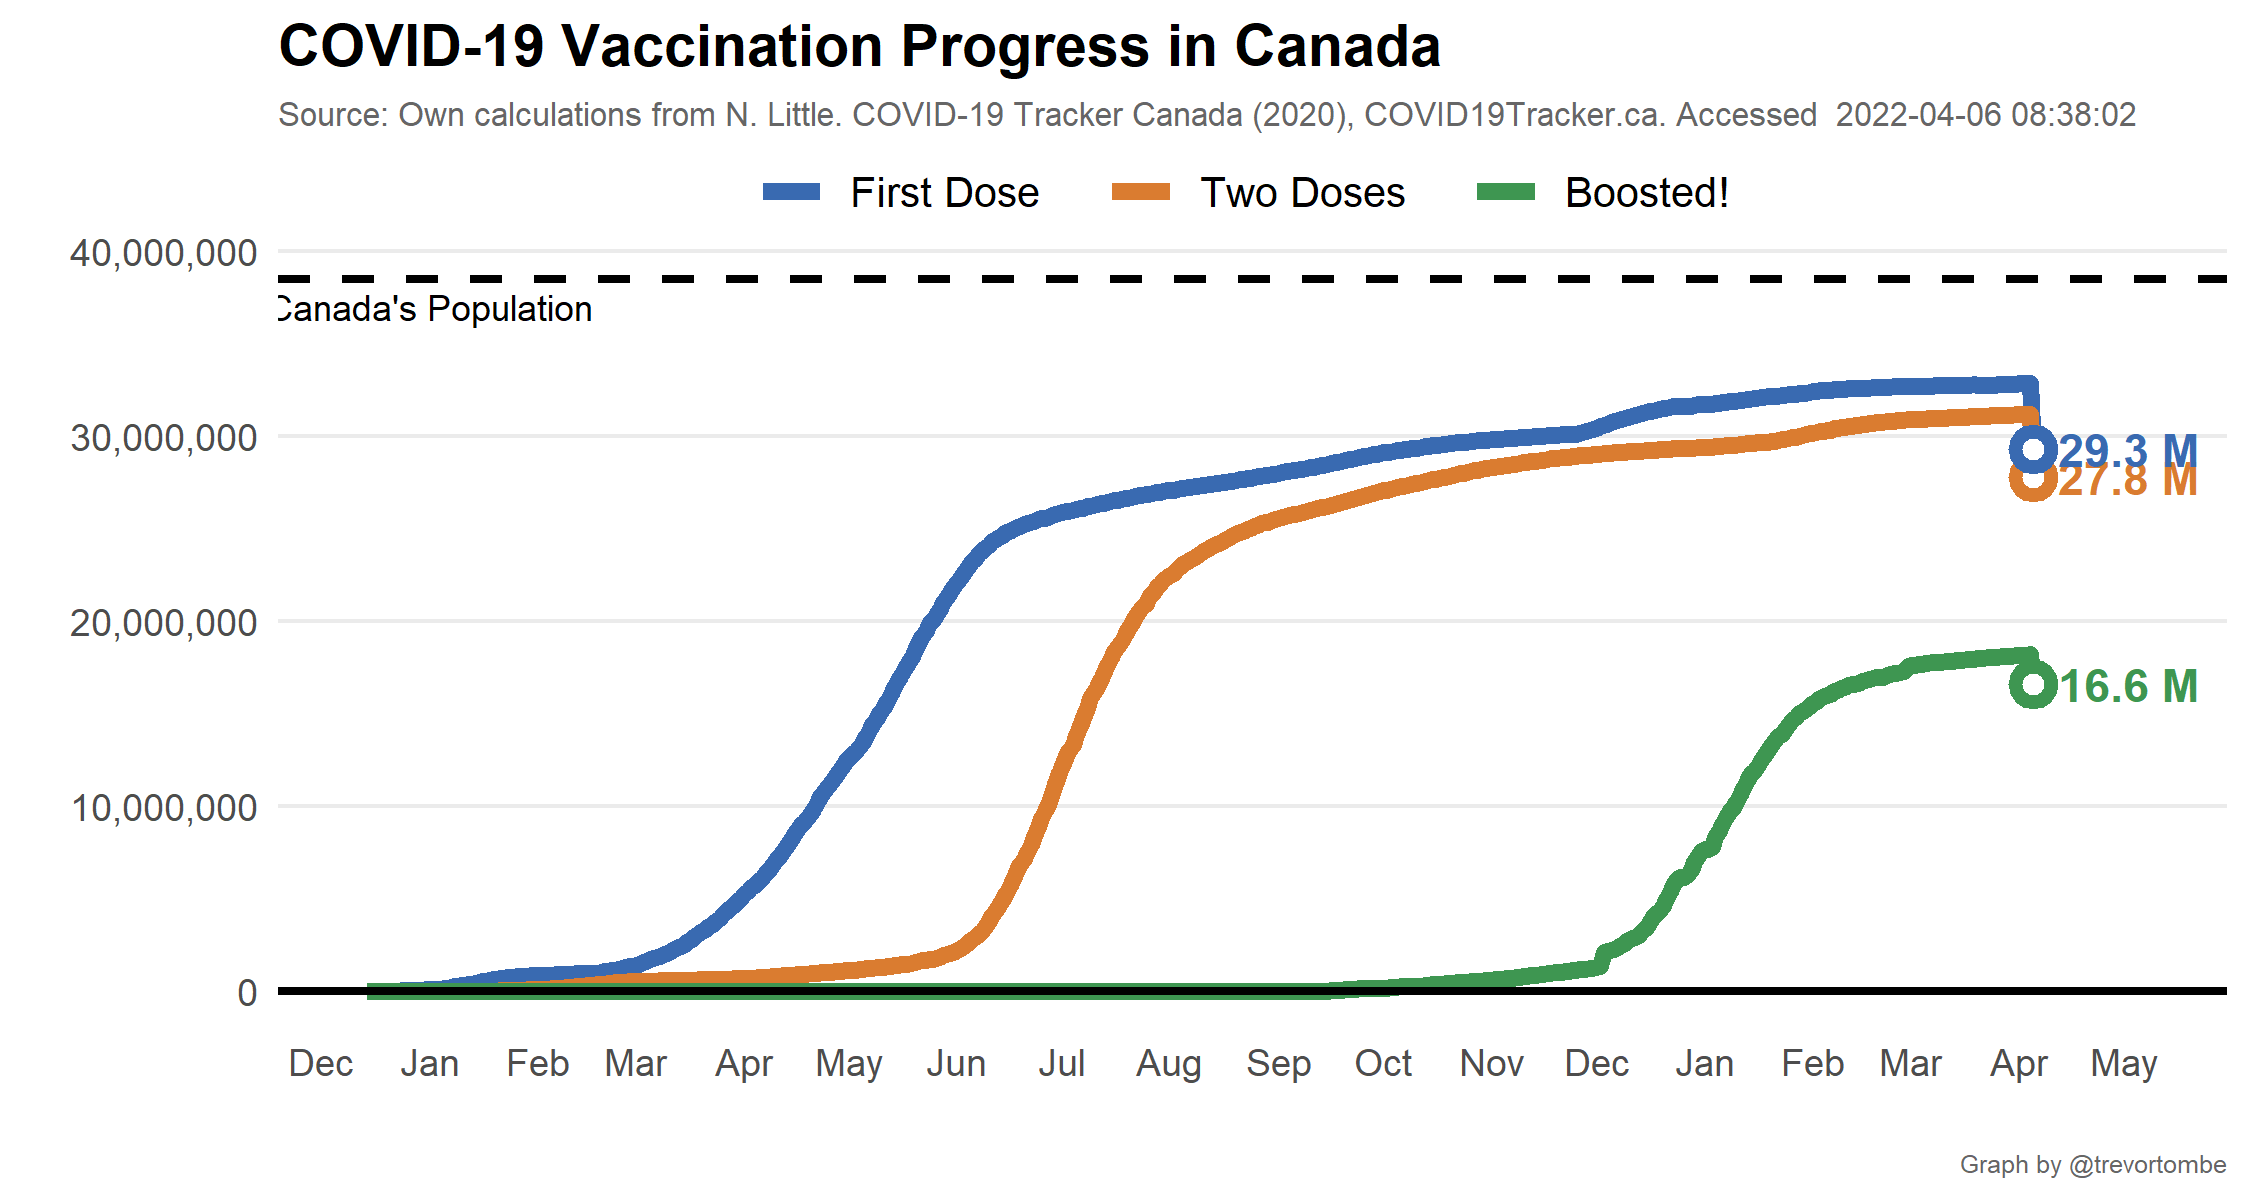 COVID-19 Vaccination Progress in Canada
Source: Own calculations from N. Little. COVID-19 Tracker Canada (2020), COVID19Tracker.ca. Accessed  2022-04-06 08:38:02
First Dose Two Doses Boosted!
40,000,000
Canada's Population
30,000,000
29.3 M
27.8 M
20,000,000
16.6 M
10,000,000
0
Dec Jan Feb Mar Apr May Jun Jul Aug Sep Oct Nov Dec Jan Feb Mar Apr May
Graph by @trevortombe